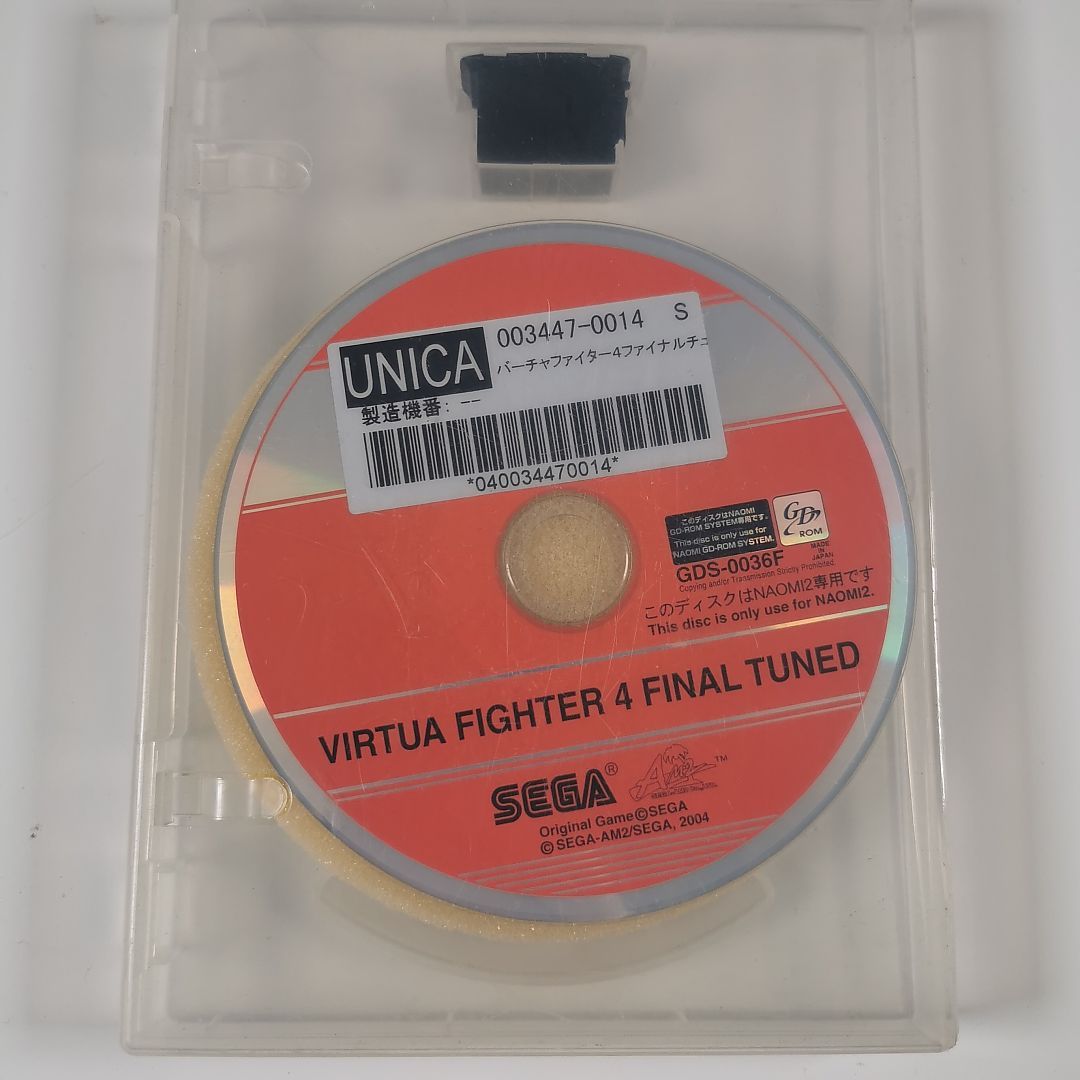 UNICA
003447-0014 S
バーチャファイター4ファイナルチュ
製造機番: --
*040034470014*
このディスクはNAOMI
GD-ROM SYSTEM専用です。
This disc is only use for
NAOMI GD-ROM SYSTEM.
GD
ROM
MADE
IN
JAPAN
GDS-0036F
Copying and/or Transmission Strictly Prohibited.
このディスクはNAOMI2専用です
This disc is only use for NAOMI2.
VIRTUA FIGHTER 4 FINAL TUNED
SEGA®
AM2 ™
Original Game©SEGA
©SEGA-AM2/SEGA, 2004